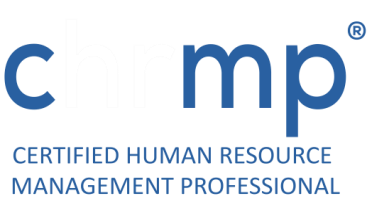 chrmp®
CERTIFIED HUMAN RESOURCE
MANAGEMENT PROFESSIONAL